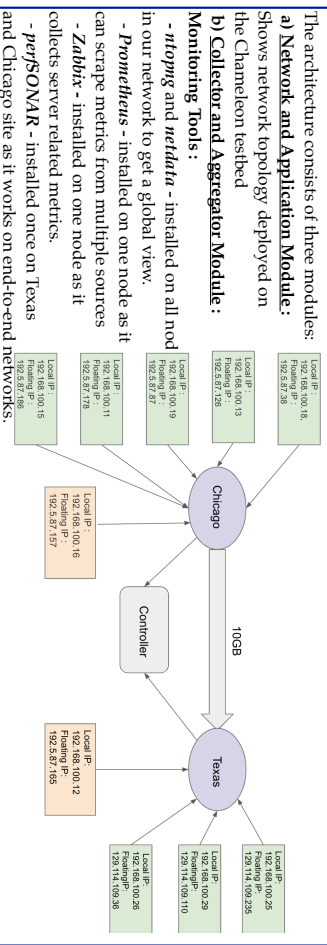 The architecture consists of three modules:
a) Network and Application Module :
Shows network topology deployed on
the Chameleon testbed
b) Collector and Aggregator Module :
Monitoring Tools :
- ntopng and netdata - installed on all nod
in our network to get a global view.
- Prometheus - installed on one node as it
can scrape metrics from multiple sources
- Zabbix - installed on one node as it
collects server related metrics.
- perfSONAR - installed once on Texas
and Chicago site as it works on end-to-end networks.
Local IP :
192.168.100.18,
Floating IP :
192.5.87.38
Local IP :
192.168.100.13
Floating IP :
192.5.87.126
Local IP :
192.168.100.19
Floating IP :
192.5.87.87
Local IP :
192.168.100.11
Floating IP :
192.5.87.178
Local IP :
192.168.100.15
Floating IP :
192.5.87.186
Local IP :
192.168.100.16
Floating IP :
192.5.87.157
Chicago
10GB
Controller
Texas
Local IP:
192.168.100.12
Floating IP:
192.5.87.165
Local IP:
192.168.100.25
Floating IP:
129.114.109.235
Local IP:
192.168.100.29
FloatingIP:
129.114.109.110
Local IP:
192.168.100.26
FloatingIP:
129.114.109.36